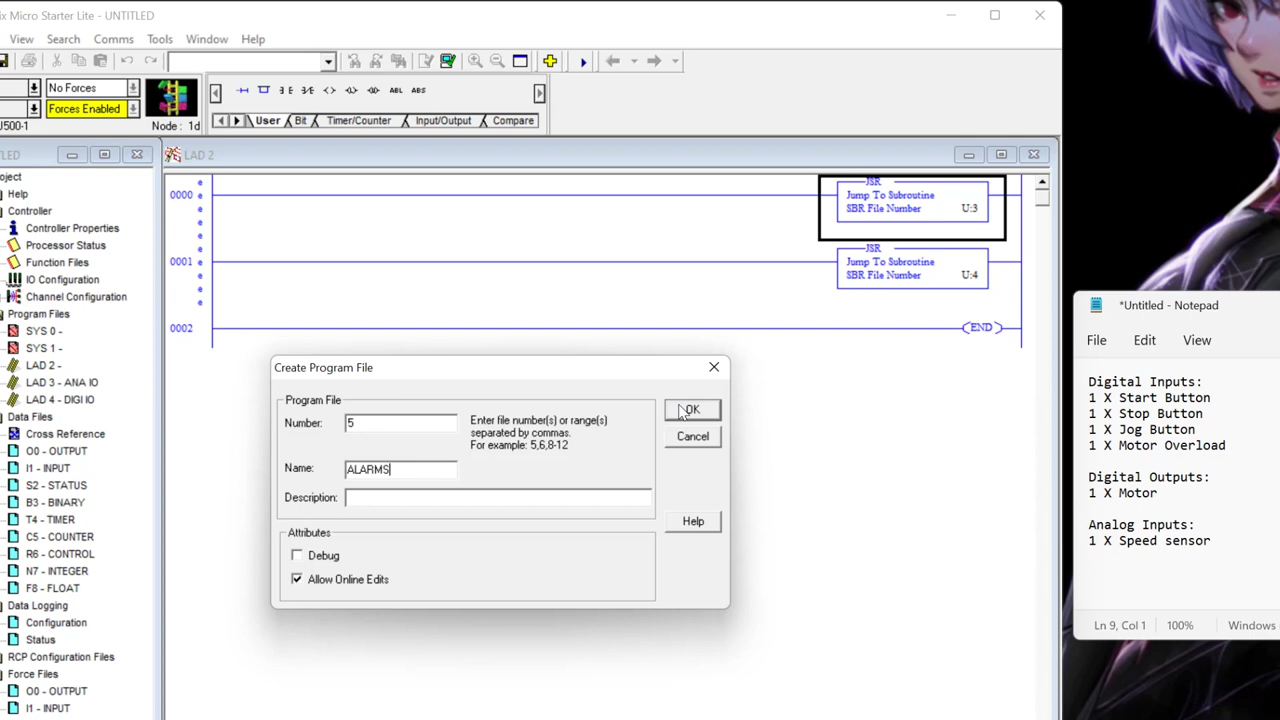 ix Micro Starter Lite - UNTITLED
View Search Comms Tools Window Help
No Forces
Forces Enabled
J500-1 Node: 1d
User Bit Timer/Counter Input/Output Compare
ABL ABS
TLED
LAD 2
oject
Help
Controller
Controller Properties
Processor Status
Function Files
IO Configuration
Channel Configuration
Program Files
SYS 0 -
SYS 1 -
LAD 2 -
LAD 3 - ANA IO
LAD 4 - DIGI IO
Data Files
Cross Reference
O0 - OUTPUT
I1 - INPUT
S2 - STATUS
B3 - BINARY
T4 - TIMER
C5 - COUNTER
R6 - CONTROL
N7 - INTEGER
F8 - FLOAT
Data Logging
Configuration
Status
RCP Configuration Files
Force Files
O0 - OUTPUT
I1 - INPUT
0000
e
e
e
e
e
JSR
Jump To Subroutine
SBR File Number U:3
0001
e
e
e
e
e
JSR
Jump To Subroutine
SBR File Number U:4
0002
END
Create Program File
Program File
Number: 5
Enter file number(s) or range(s)
separated by commas.
For example: 5,6,8-12
Name: ALARMS
Description:
Attributes
Debug
Allow Online Edits
OK
Cancel
Help
*Untitled - Notepad
File Edit View
Digital Inputs:
1 X Start Button
1 X Stop Button
1 X Jog Button
1 X Motor Overload
Digital Outputs:
1 X Motor
Analog Inputs:
1 X Speed sensor
Ln 9, Col 1 100% Windows